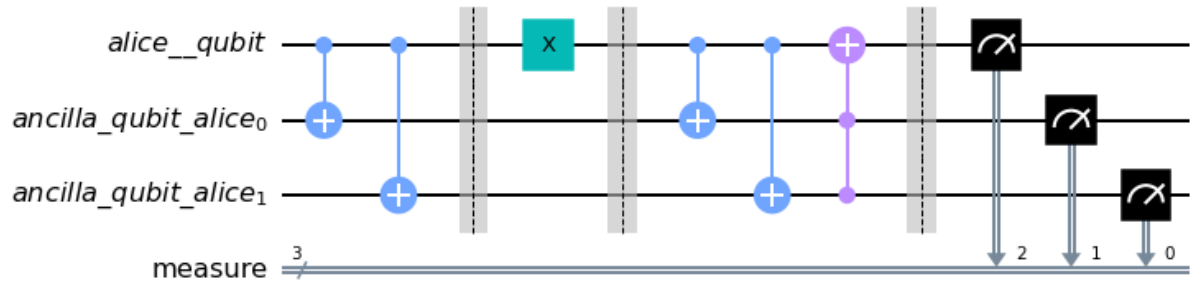 alice__qubit X
ancilla_qubit_alice0
ancilla_qubit_alice1
measure 3 2 1 0